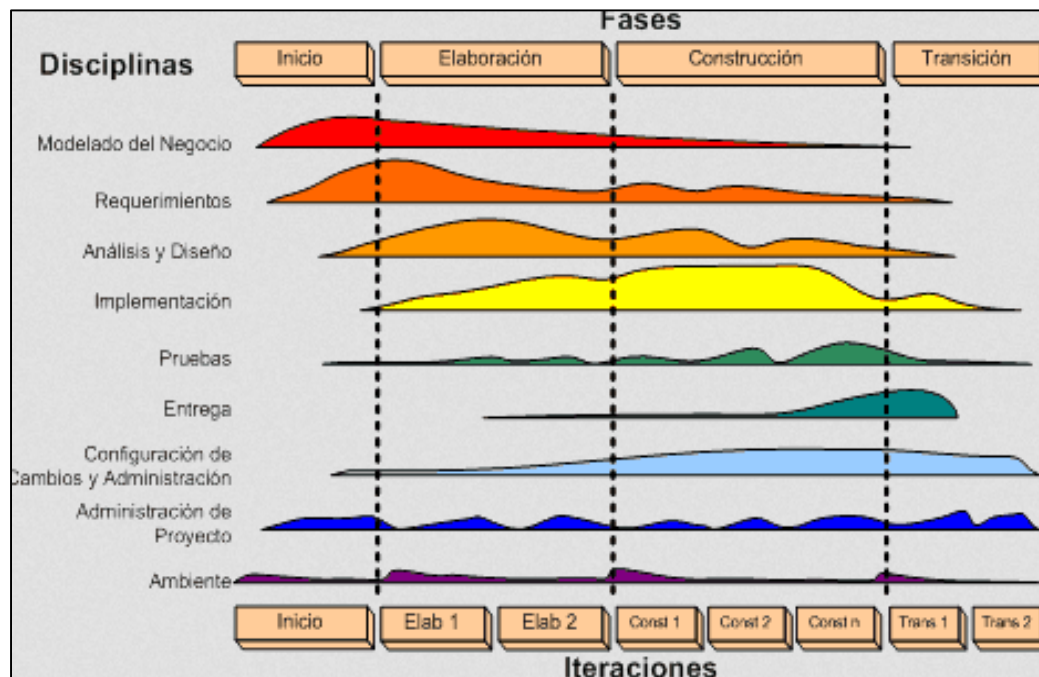 Fases
Disciplinas
Inicio
Elaboración
Construcción
Transición
Modelado del Negocio
Requerimientos
Análisis y Diseño
Implementación
Pruebas
Entrega
Configuración de
Cambios y Administración
Administración de
Proyecto
Ambiente
Inicio
Elab 1
Elab 2
Const 1
Const 2
Const n
Trans 1
Trans 2
Iteraciones